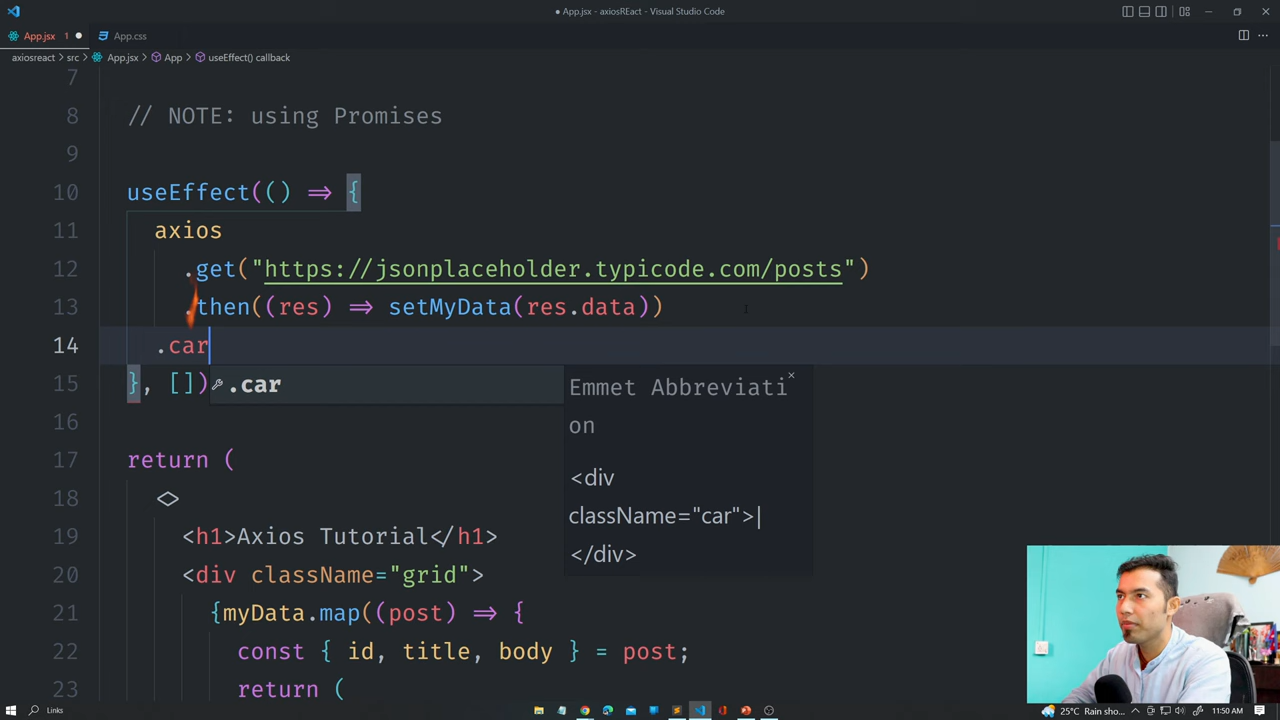 ● App.jsx - axiosREact - Visual Studio Code
App.jsx 1 ●
App.css
axiosreact > src > App.jsx > App > useEffect() callback
7
8 // NOTE: using Promises
9
10 useEffect(() => {
11 axios
12 .get("https://jsonplaceholder.typicode.com/posts")
13 .then((res) => setMyData(res.data))
14 .car
15 }, [])
.car
Emmet Abbreviati
on
<div
className="car">|
</div>
16
17 return (
18 <>
19 <h1>Axios Tutorial</h1>
20 <div className="grid">
21 {myData.map((post) => {
22 const { id, title, body } = post;
23 return (
Links
25°C Rain sho...
11:50 AM